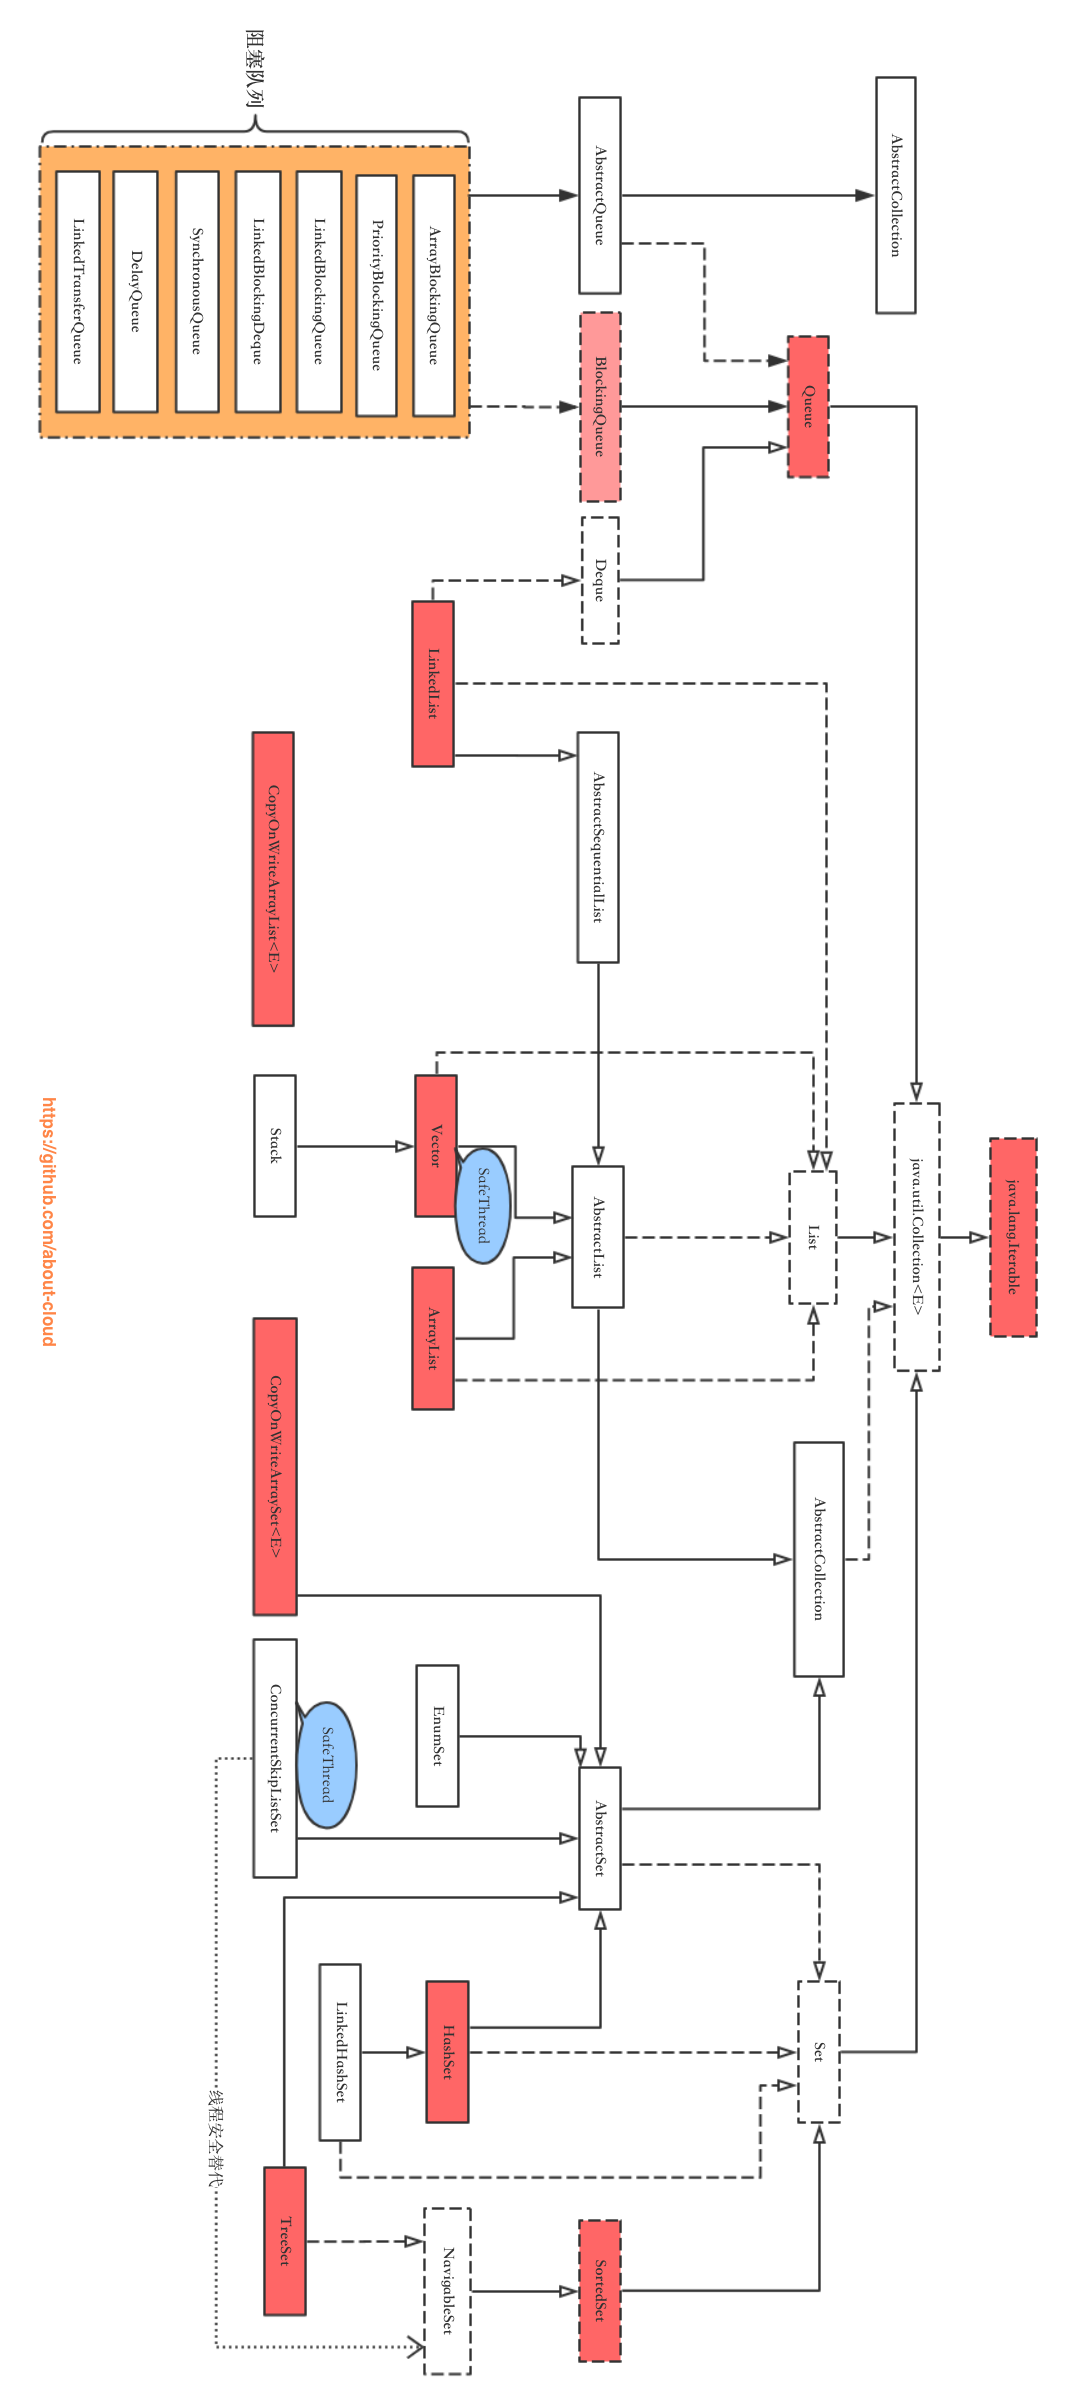 java.lang.Iterable
java.util.Collection<E>
AbstractCollection
Queue
List
AbstractCollection
Set
AbstractQueue
BlockingQueue
Deque
AbstractSequentialList
AbstractList
AbstractSet
SortedSet
阻塞队列
ArrayBlockingQueue
PriorityBlockingQueue
LinkedBlockingQueue
LinkedBlockingDeque
SynchronousQueue
DelayQueue
LinkedTransferQueue
LinkedList
Vector
SafeThread
ArrayList
EnumSet
HashSet
NavigableSet
CopyOnWriteArrayList<E>
Stack
CopyOnWriteArraySet<E>
SafeThread
ConcurrentSkipListSet
LinkedHashSet
TreeSet
线程安全替代
https://github.com/about-cloud